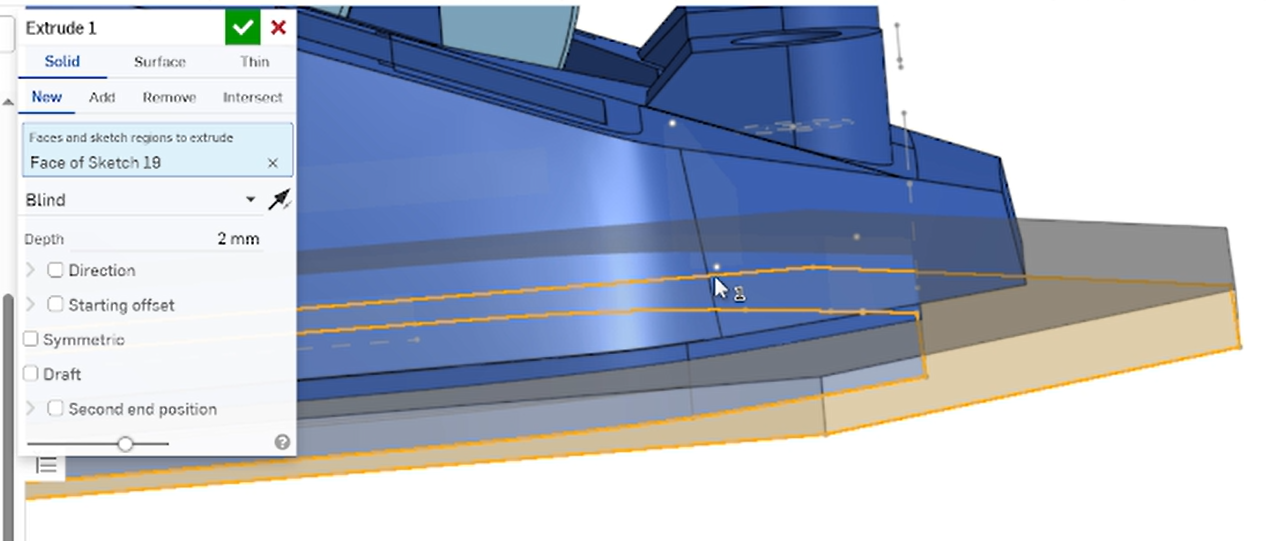 Extrude 1
Solid Surface Thin
New Add Remove Intersect
Faces and sketch regions to extrude
Face of Sketch 19
Blind
Depth 2 mm
Direction
Starting offset
Symmetric
Draft
Second end position